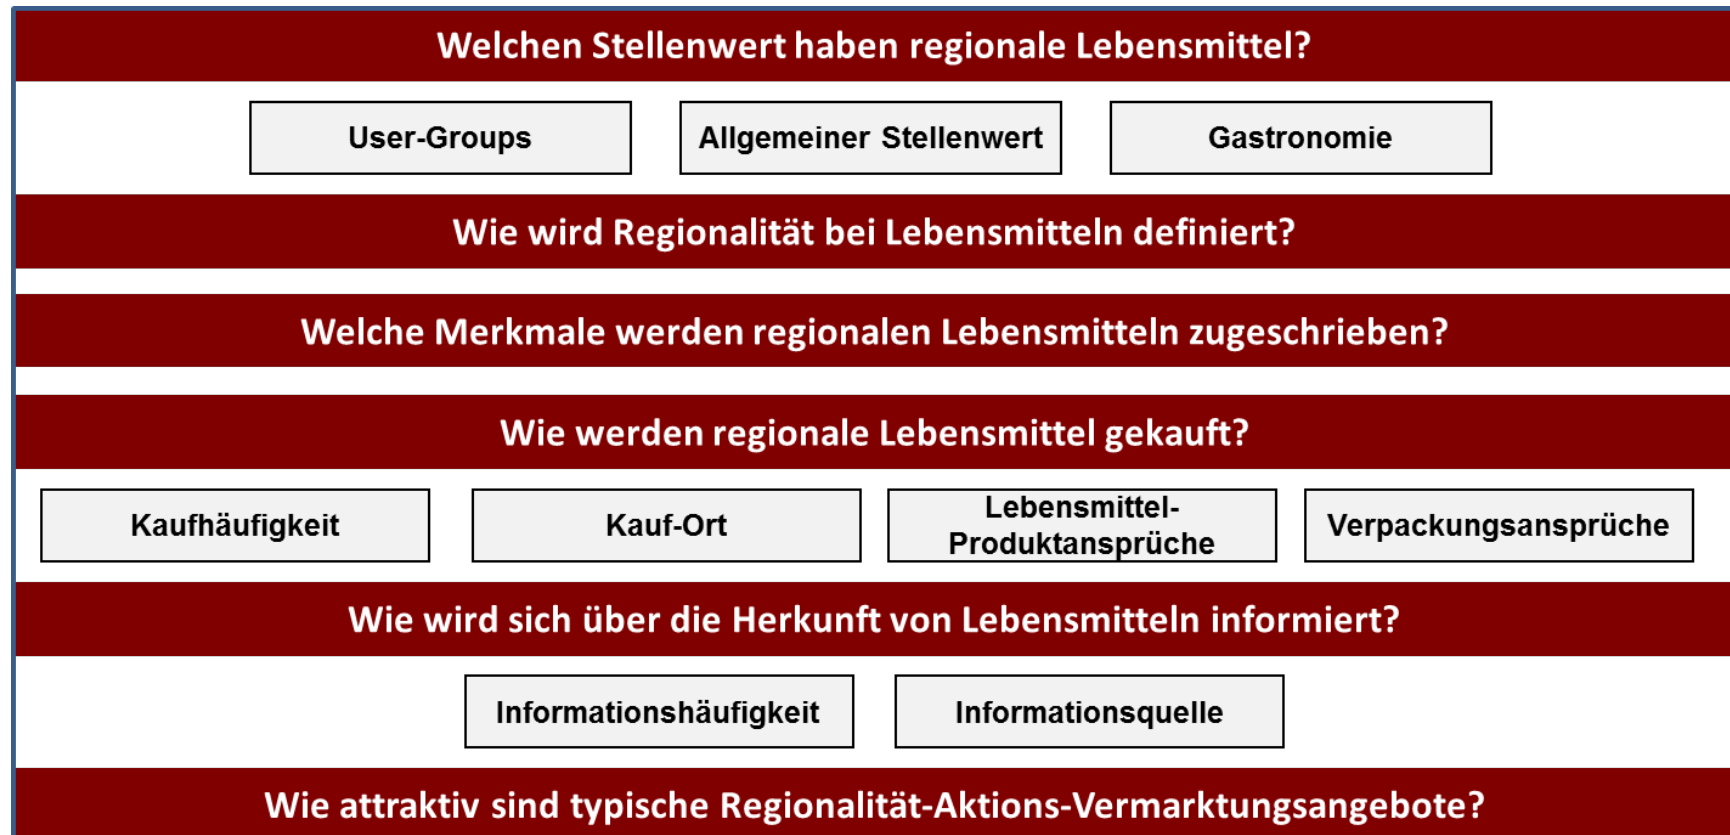 Welchen Stellenwert haben regionale Lebensmittel?
User-Groups
Allgemeiner Stellenwert
Gastronomie
Wie wird Regionalität bei Lebensmitteln definiert?
Welche Merkmale werden regionalen Lebensmitteln zugeschrieben?
Wie werden regionale Lebensmittel gekauft?
Kaufhäufigkeit
Kauf-Ort
Lebensmittel-
Produktansprüche
Verpackungsansprüche
Wie wird sich über die Herkunft von Lebensmitteln informiert?
Informationshäufigkeit
Informationsquelle
Wie attraktiv sind typische Regionalität-Aktions-Vermarktungsangebote?